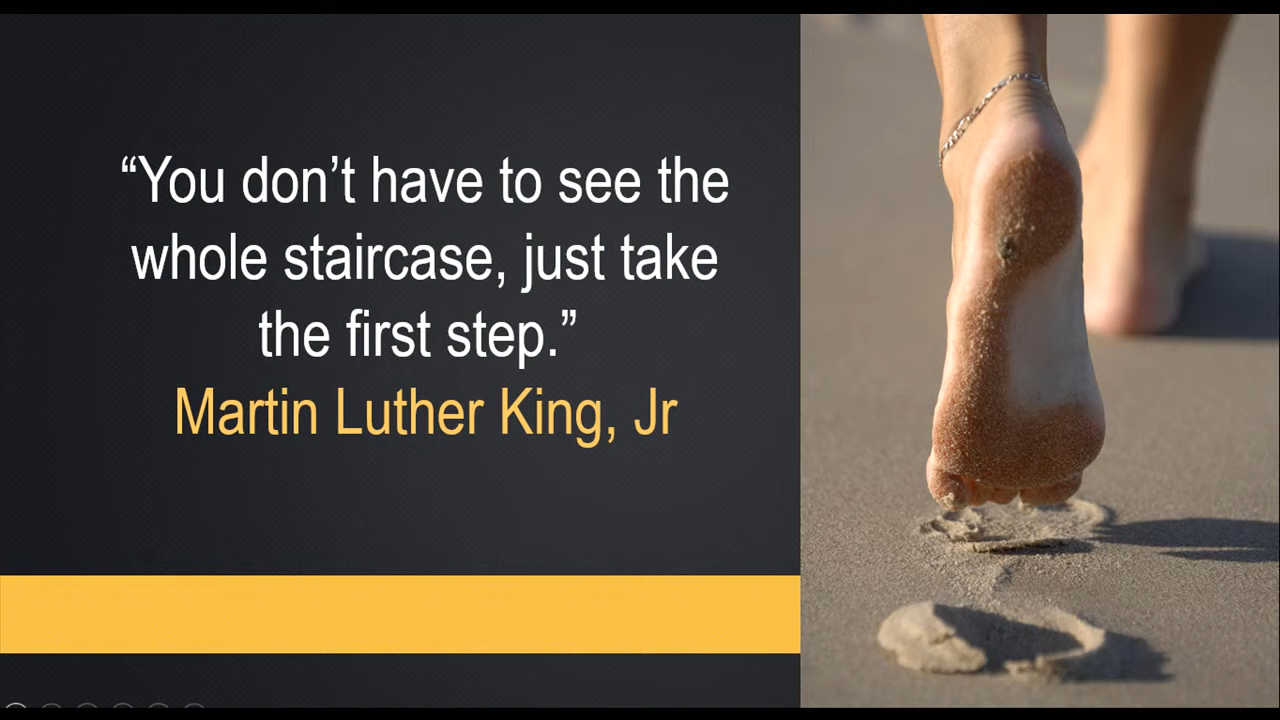 “You don’t have to see the
whole staircase, just take
the first step.”
Martin Luther King, Jr